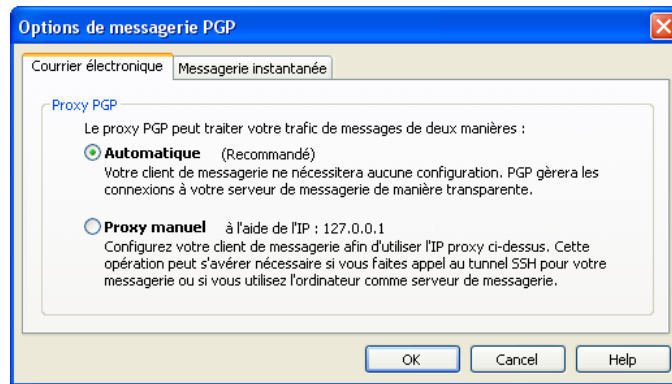 Options de messagerie PGP
Courrier électronique
Messagerie instantanée
Proxy PGP
Le proxy PGP peut traiter votre trafic de messages de deux manières :
Automatique (Recommandé)
Votre client de messagerie ne nécessitera aucune configuration. PGP gèrera les
connexions à votre serveur de messagerie de manière transparente.
Proxy manuel à l'aide de l'IP : 127.0.0.1
Configurez votre client de messagerie afin d'utiliser l'IP proxy ci-dessus. Cette
opération peut s'avérer nécessaire si vous faites appel au tunnel SSH pour votre
messagerie ou si vous utilisez l'ordinateur comme serveur de messagerie.
OK
Cancel
Help